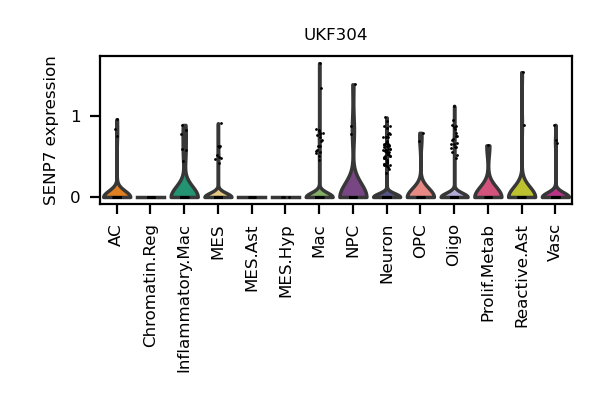 UKF304
SENP7 expression
1
0
AC
Chromatin.Reg
Inflammatory.Mac
MES
MES.Ast
MES.Hyp
Mac
NPC
Neuron
OPC
Oligo
Prolif.Metab
Reactive.Ast
Vasc